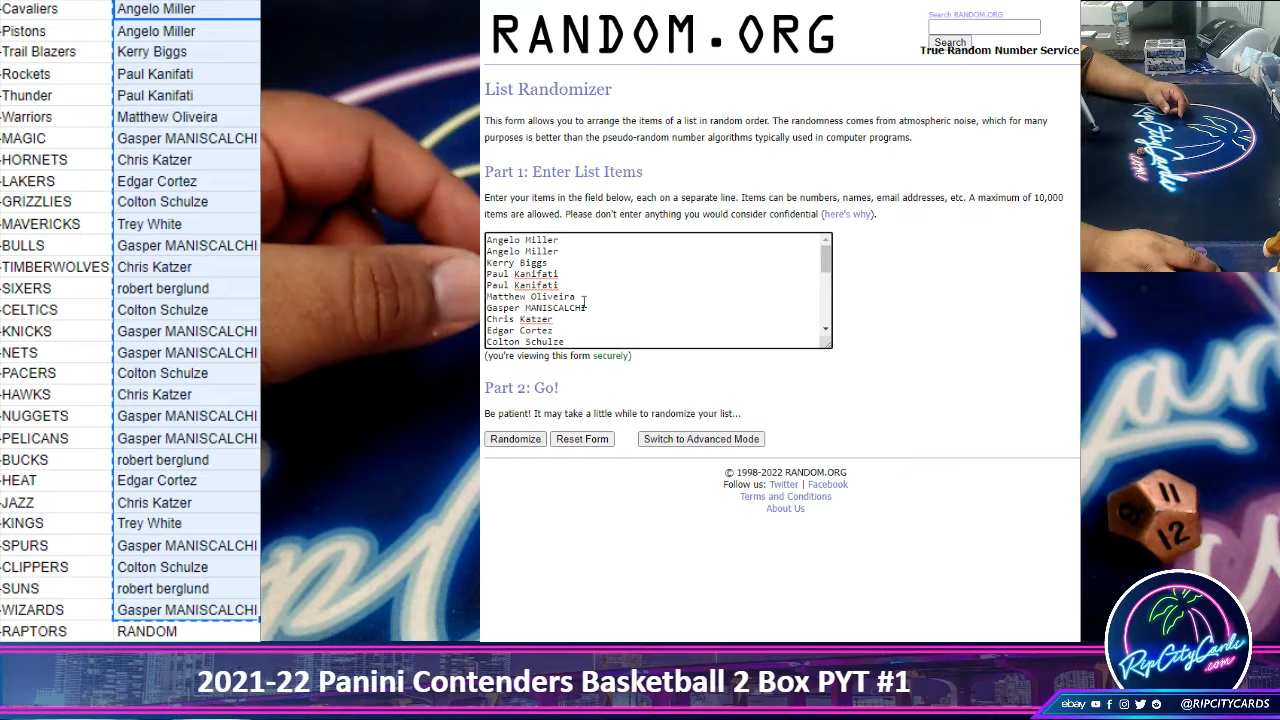 -Cavaliers Angelo Miller
-Pistons Angelo Miller
-Trail Blazers Kerry Biggs
-Rockets Paul Kanifati
-Thunder Paul Kanifati
-Warriors Matthew Oliveira
-MAGIC Gasper MANISCALCHI
-HORNETS Chris Katzer
-LAKERS Edgar Cortez
-GRIZZLIES Colton Schulze
-MAVERICKS Trey White
-BULLS Gasper MANISCALCHI
-TIMBERWOLVES Chris Katzer
-SIXERS robert berglund
-CELTICS Colton Schulze
-KNICKS Gasper MANISCALCHI
-NETS Gasper MANISCALCHI
-PACERS Colton Schulze
-HAWKS Chris Katzer
-NUGGETS Gasper MANISCALCHI
-PELICANS Gasper MANISCALCHI
-BUCKS robert berglund
-HEAT Edgar Cortez
-JAZZ Chris Katzer
-KINGS Trey White
-SPURS Gasper MANISCALCHI
-CLIPPERS Colton Schulze
-SUNS robert berglund
-WIZARDS Gasper MANISCALCHI
-RAPTORS RANDOM
RANDOM.ORG
Search RANDOM.ORG
Search
True Random Number Service
List Randomizer
This form allows you to arrange the items of a list in random order. The randomness comes from atmospheric noise, which for many
purposes is better than the pseudo-random number algorithms typically used in computer programs.
Part 1: Enter List Items
Enter your items in the field below, each on a separate line. Items can be numbers, names, email addresses, etc. A maximum of 10,000
items are allowed. Please don't enter anything you would consider confidential (here's why).
Angelo Miller
Angelo Miller
Kerry Biggs
Paul Kanifati
Paul Kanifati
Matthew Oliveira
Gasper MANISCALCHI
Chris Katzer
Edgar Cortez
Colton Schulze
(you're viewing this form securely)
Part 2: Go!
Be patient! It may take a little while to randomize your list...
Randomize Reset Form Switch to Advanced Mode
© 1998-2022 RANDOM.ORG
Follow us: Twitter | Facebook
Terms and Conditions
About Us
RipCityCards
.com
11
12
RipCityCards
.com
2021-22 Panini Contenders Basketball 2 Box PYT #1
ebay @RIPCITYCARDS